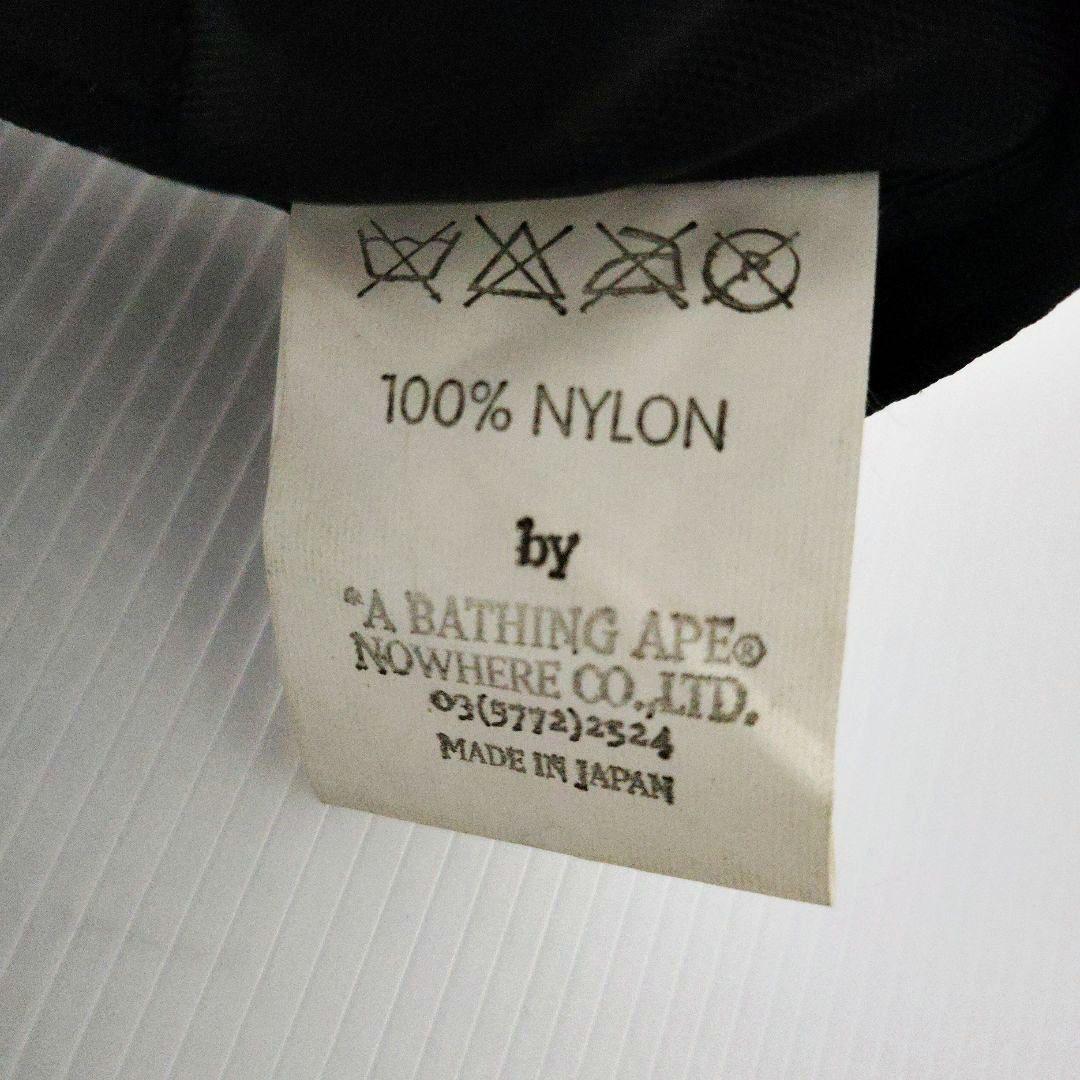 P
100% NYLON
by
*A BATHING APE®
NOWHERE CO.,LTD.
03(5772)2524
MADE IN JAPAN